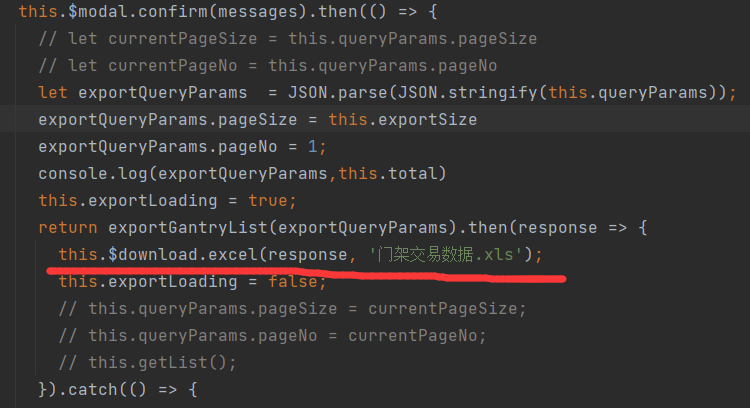 this.$modal.confirm(messages).then(() => {
// let currentPageSize = this.queryParams.pageSize
// let currentPageNo = this.queryParams.pageNo
let exportQueryParams  = JSON.parse(JSON.stringify(this.queryParams));
exportQueryParams.pageSize = this.exportSize
exportQueryParams.pageNo = 1;
console.log(exportQueryParams,this.total)
this.exportLoading = true;
return exportGantryList(exportQueryParams).then(response => {
this.$download.excel(response, '门架交易数据.xls');
this.exportLoading = false;
// this.queryParams.pageSize = currentPageSize;
// this.queryParams.pageNo = currentPageNo;
// this.getList();
}).catch(() => {